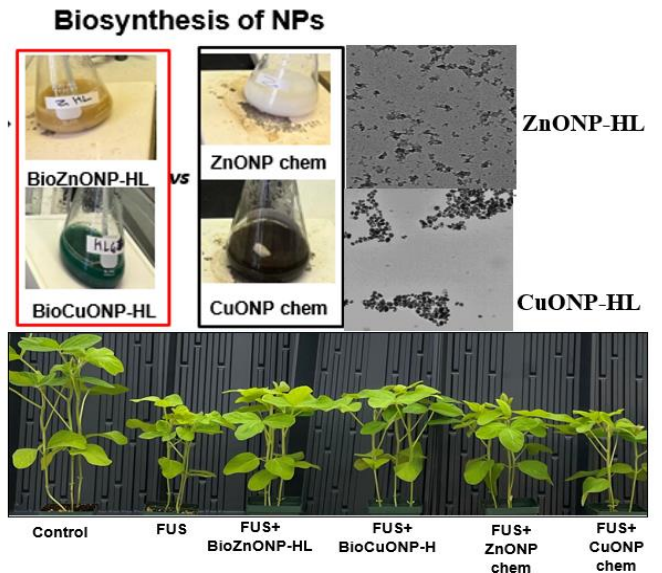 Biosynthesis of NPs
Z HL
BioZnONP-HL
vs
ZnONP chem
ZnONP-HL
BioCuONP-HL
CuONP chem
CuONP-HL
Control
FUS
FUS+
BioZnONP-HL
FUS+
BioCuONP-H
FUS+
ZnONP
chem
FUS+
CuONP
chem